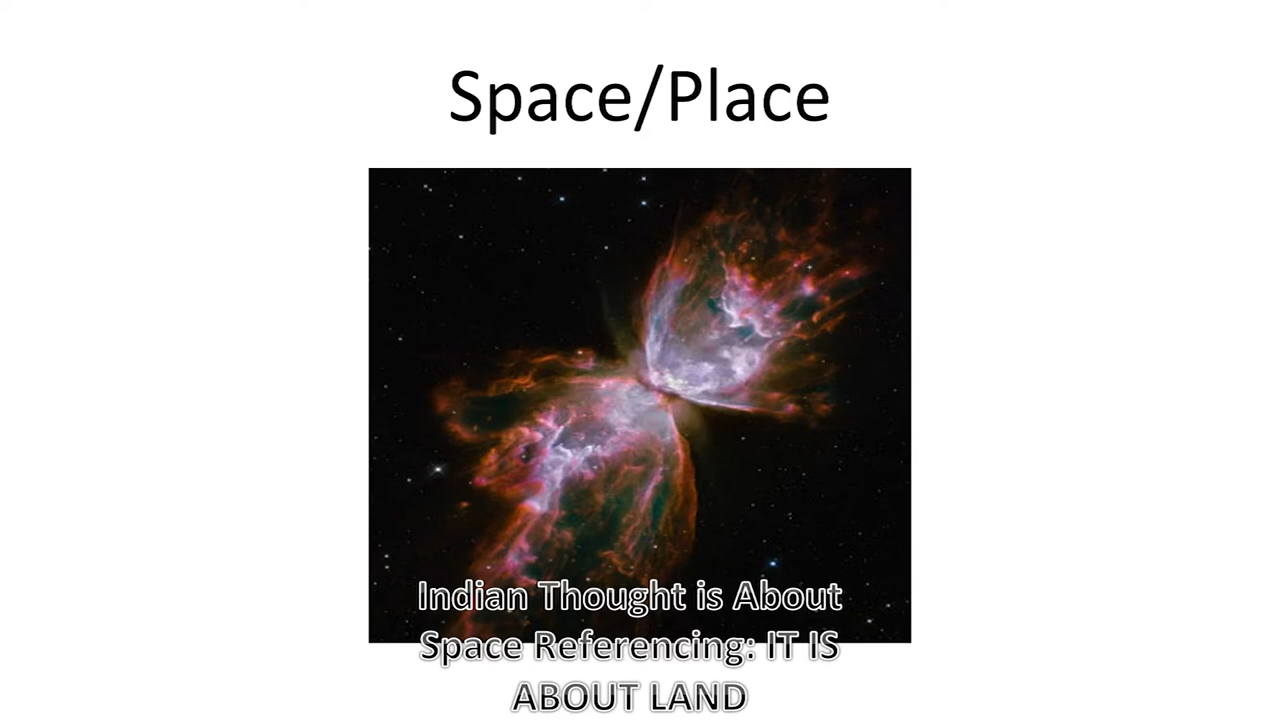 Space/Place
Indian Thought is About
Space Referencing: IT IS
ABOUT LAND